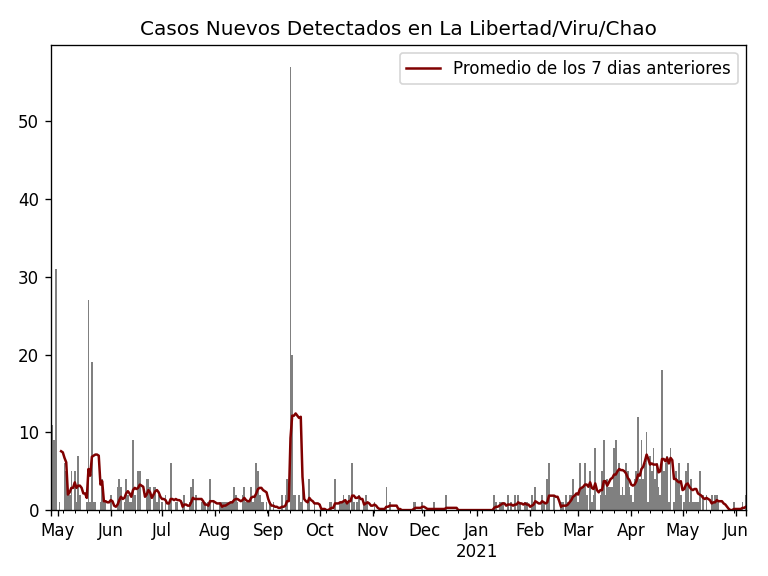 Casos Nuevos Detectados en La Libertad/Viru/Chao
Promedio de los 7 dias anteriores
50
40
30
20
10
0
May Jun Jul Aug Sep Oct Nov Dec Jan Feb Mar Apr May Jun
2021